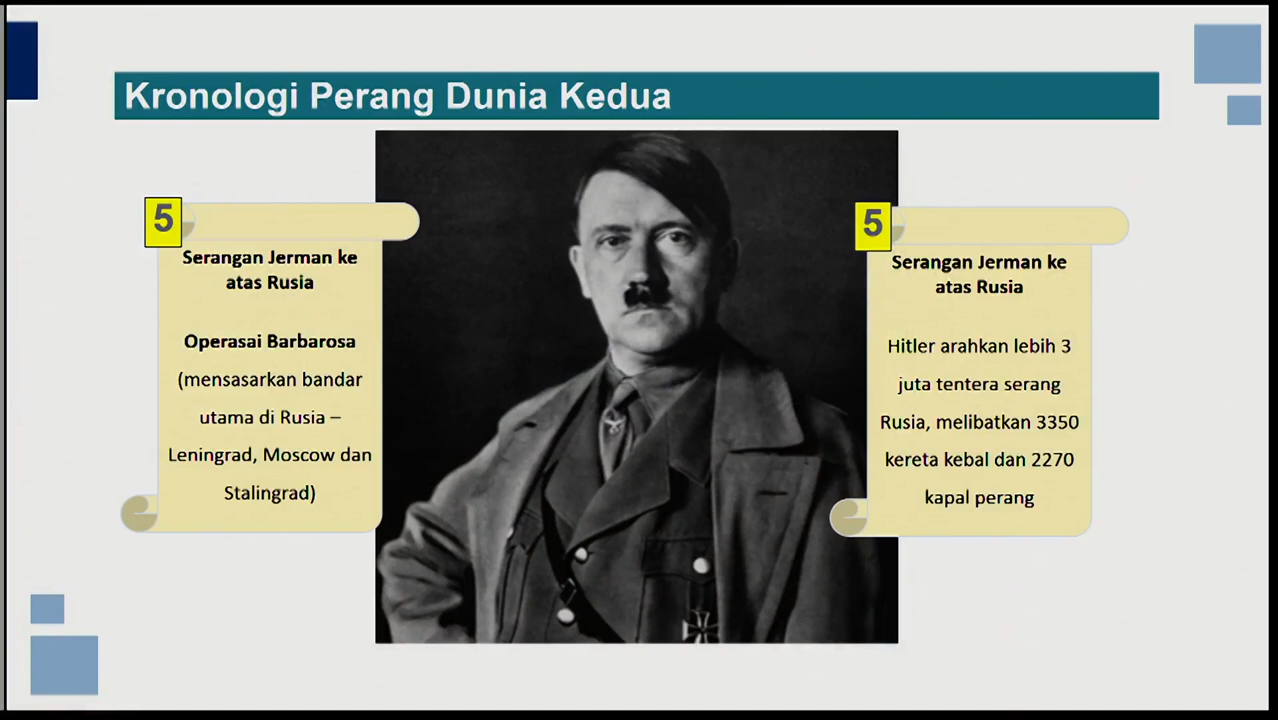 Kronologi Perang Dunia Kedua
5
Serangan Jerman ke
atas Rusia
Operasai Barbarosa
(mensasarkan bandar
utama di Rusia –
Leningrad, Moscow dan
Stalingrad)
5
Serangan Jerman ke
atas Rusia
Hitler arahkan lebih 3
juta tentera serang
Rusia, melibatkan 3350
kereta kebal dan 2270
kapal perang